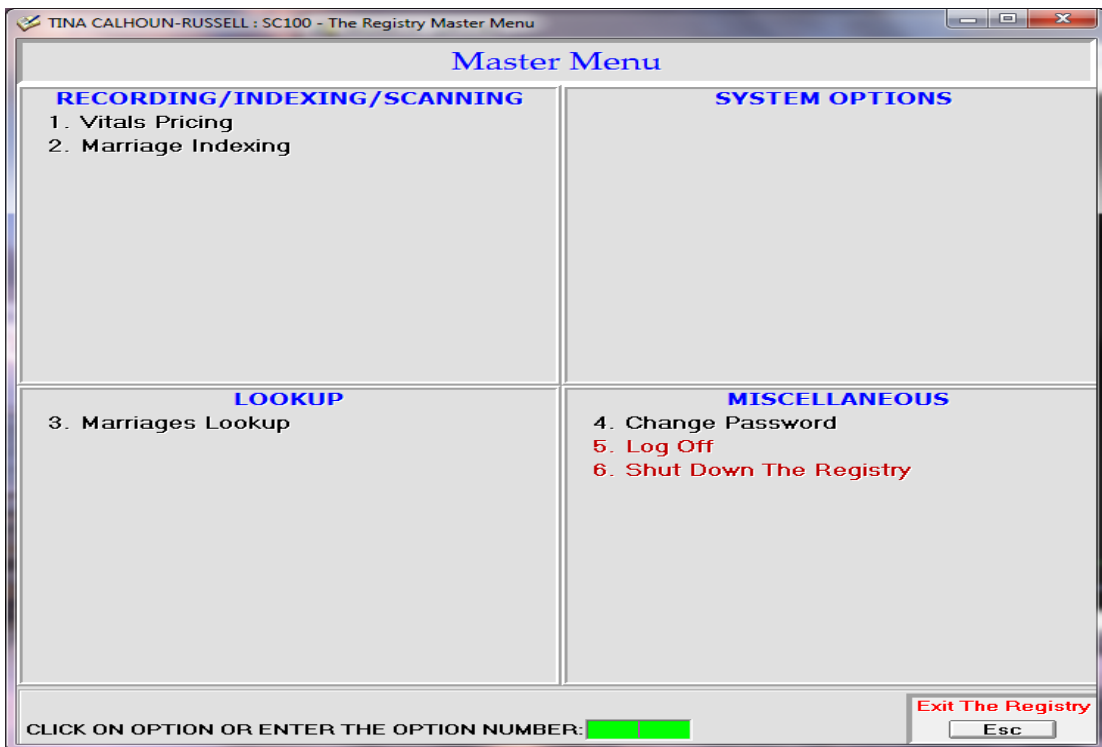 TINA CALHOUN-RUSSELL : SC100 - The Registry Master Menu
Master Menu
RECORDING/INDEXING/SCANNING
1. Vitals Pricing
2. Marriage Indexing
SYSTEM OPTIONS
LOOKUP
3. Marriages Lookup
MISCELLANEOUS
4. Change Password
5. Log Off
6. Shut Down The Registry
CLICK ON OPTION OR ENTER THE OPTION NUMBER:
Exit The Registry
Esc